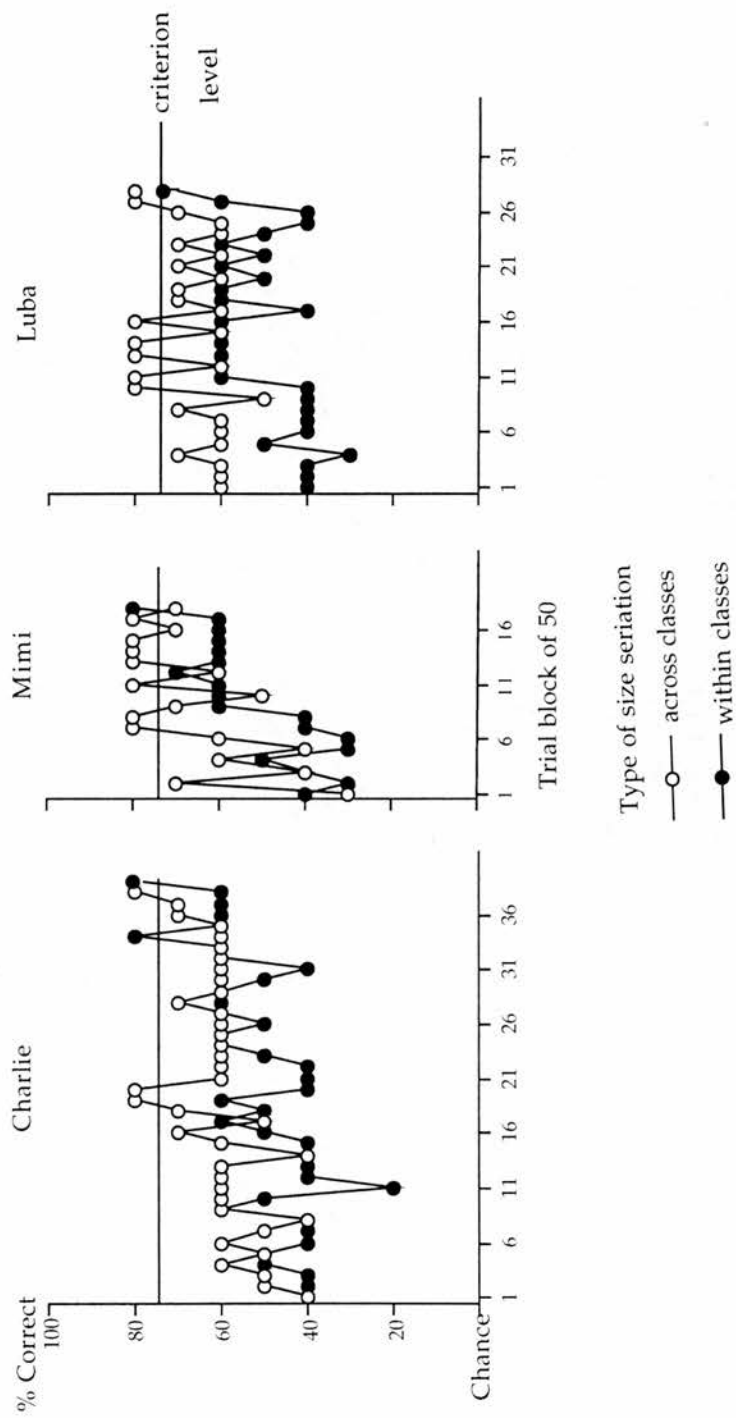 % Correct
Charlie
Mimi
Luba
100
80
60
40
20
Chance
criterion
level
1 6 11 16 21 26 31 36
1 6 11 16
1 6 11 16 21 26 31
Trial block of 50
Type of size seriation
across classes
within classes